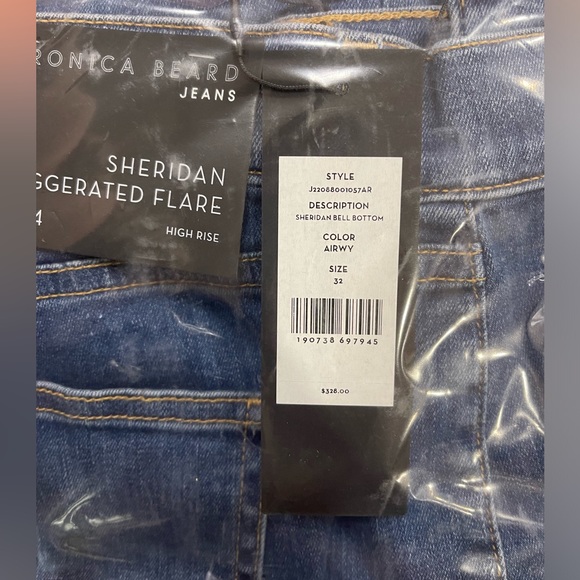 RONICA BEARD
JEANS
SHERIDAN
GGERATED FLARE
4
HIGH RISE
STYLE
J22088001057AR
DESCRIPTION
SHERIDAN BELL BOTTOM
COLOR
AIRWY
SIZE
32
190738 697945
$328.00